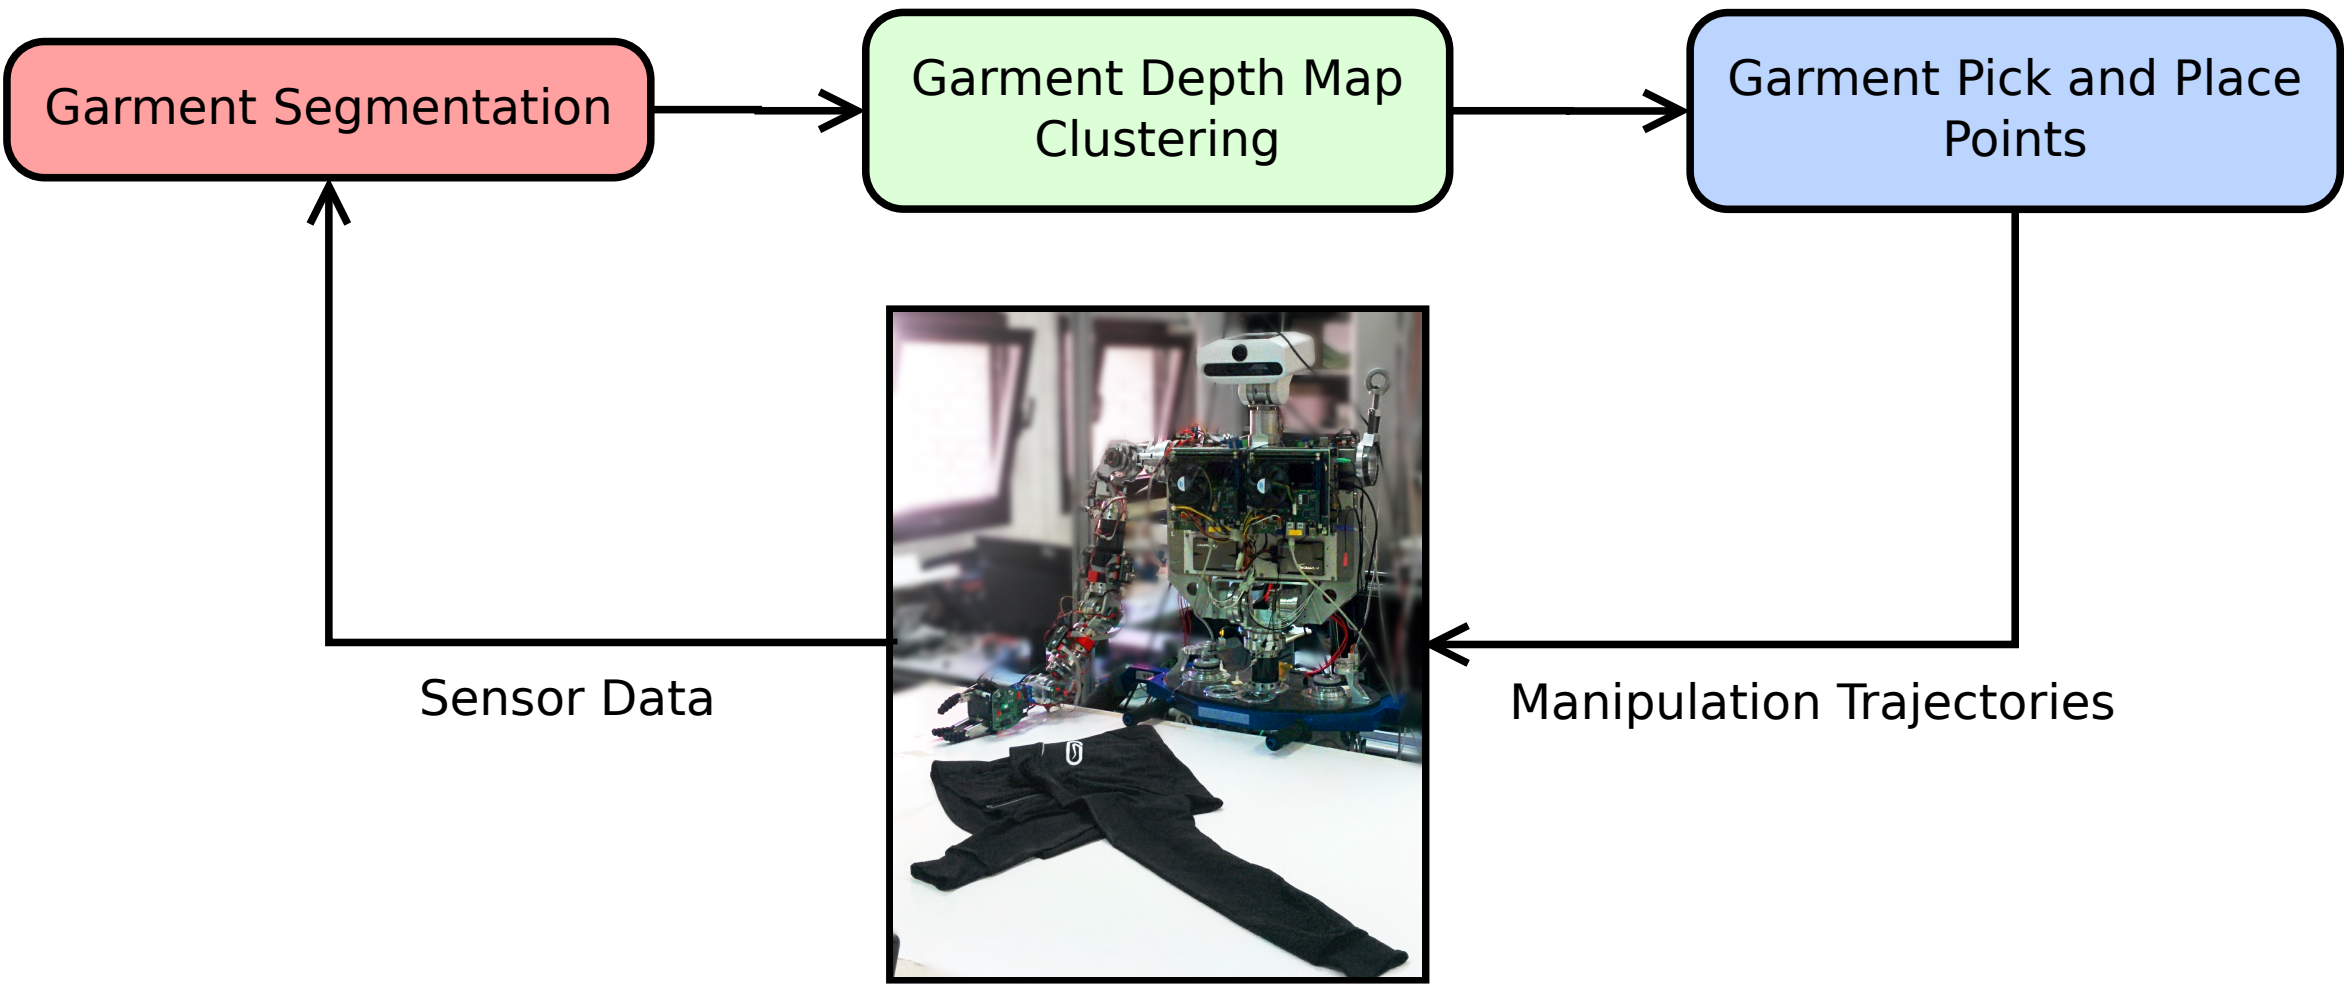 Garment Segmentation
Garment Depth Map
Clustering
Garment Pick and Place
Points
Sensor Data
Manipulation Trajectories